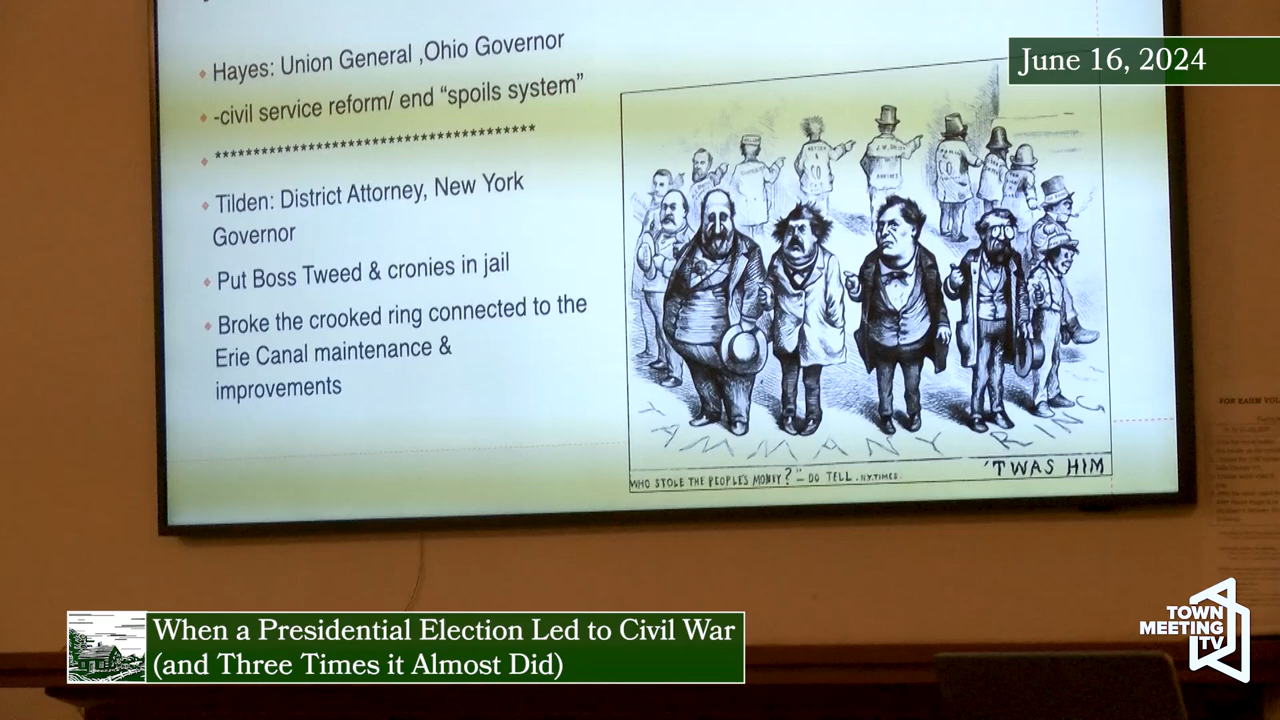 Hayes: Union General ,Ohio Governor
-civil service reform/ end “spoils system”
*****************************************
Tilden: District Attorney, New York
Governor
Put Boss Tweed & cronies in jail
Broke the crooked ring connected to the
Erie Canal maintenance &
improvements
June 16, 2024
TAMMANY RING
WHO STOLE THE PEOPLE'S MONEY?" – DO TELL . N.Y. TIMES.
'TWAS HIM
FOR
When a Presidential Election Led to Civil War
(and Three Times it Almost Did)
TOWN
MEETING
TV